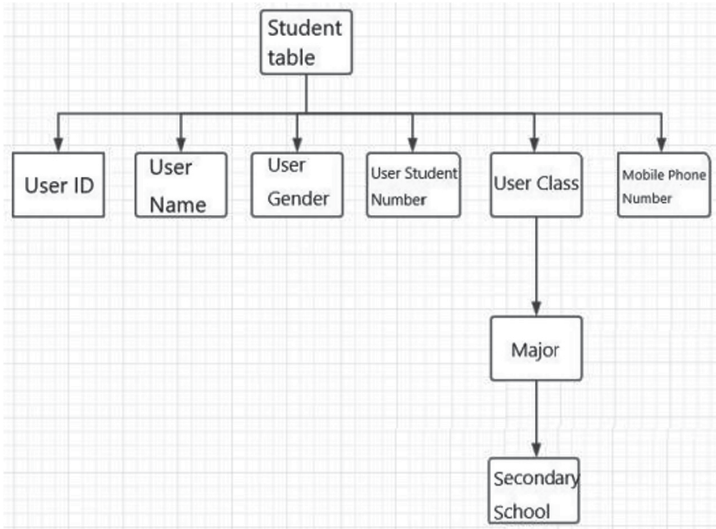 Student
table
User ID
User
Name
User
Gender
User Student
Number
User Class
Mobile Phone
Number
Major
Secondary
School